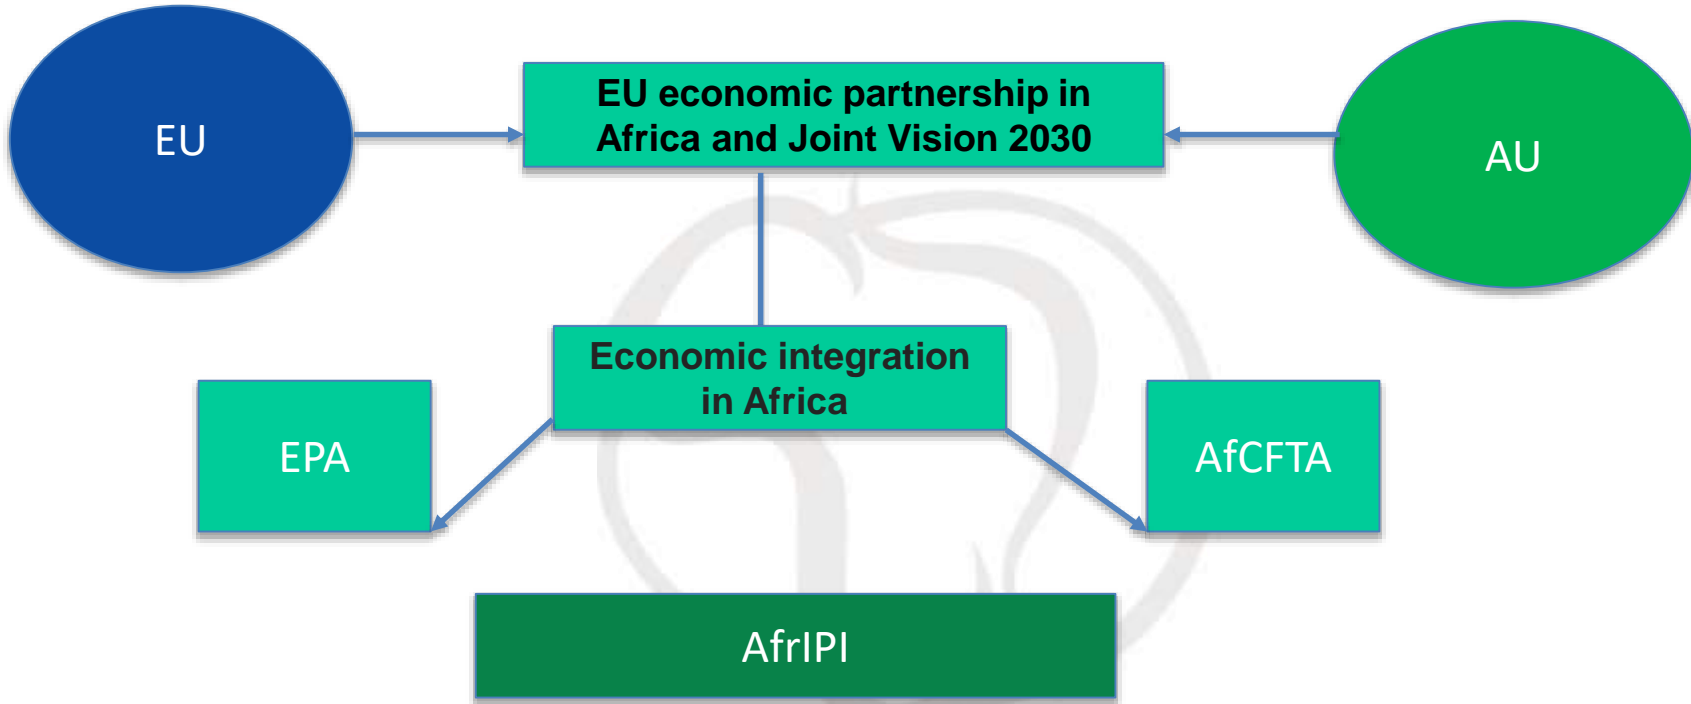 EU
EU economic partnership in
Africa and Joint Vision 2030
AU
Economic integration
in Africa
EPA
AfCFTA
AfrIPI